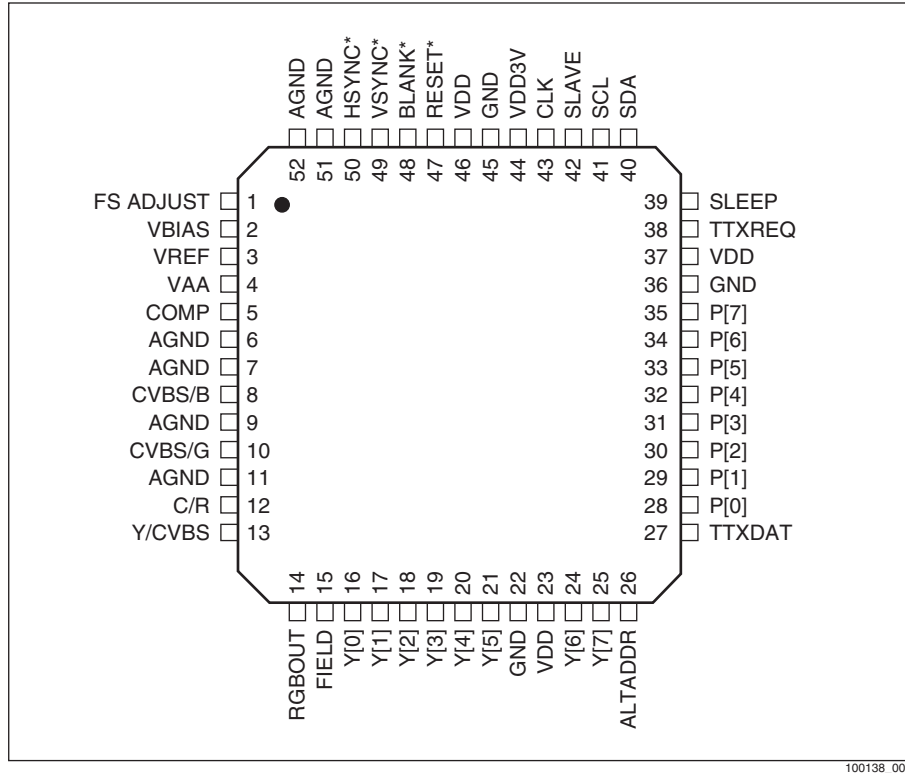 AGND
AGND
HSYNC*
VSYNC*
BLANK*
RESET*
VDD
GND
VDD3V
CLK
SLAVE
SCL
SDA
52
51
50
49
48
47
46
45
44
43
42
41
40
FS ADJUST 1
VBIAS 2
VREF 3
VAA 4
COMP 5
AGND 6
AGND 7
CVBS/B 8
AGND 9
CVBS/G 10
AGND 11
C/R 12
Y/CVBS 13
39 SLEEP
38 TTXREQ
37 VDD
36 GND
35 P[7]
34 P[6]
33 P[5]
32 P[4]
31 P[3]
30 P[2]
29 P[1]
28 P[0]
27 TTXDAT
14
15
16
17
18
19
20
21
22
23
24
25
26
RGBOUT
FIELD
Y[0]
Y[1]
Y[2]
Y[3]
Y[4]
Y[5]
GND
VDD
Y[6]
Y[7]
ALTADDR